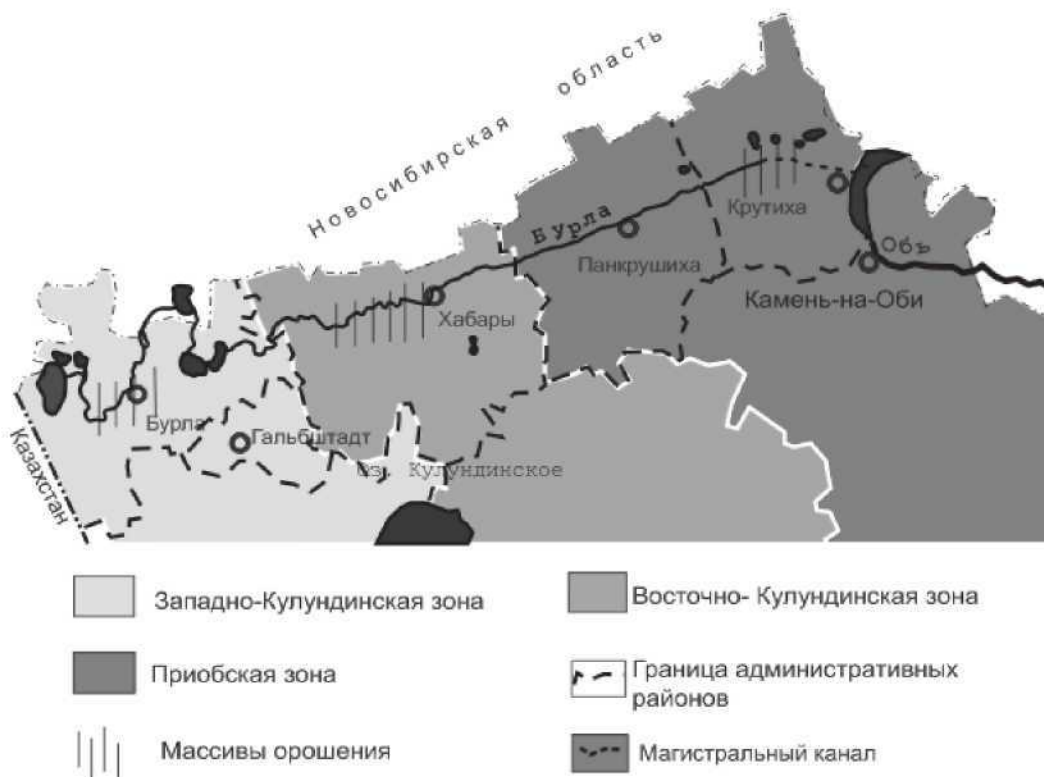 Новосибирская область
Бурла
Крутиха
Обь
Панкрушиха
Камень-на-Оби
Хабары
Бурла
Гальбштадт
Казахстан
Оз. Кулундинское
Западно-Кулундинская зона
Восточно- Кулундинская зона
Приобская зона
Граница административных
районов
Массивы орошения
Магистральный канал